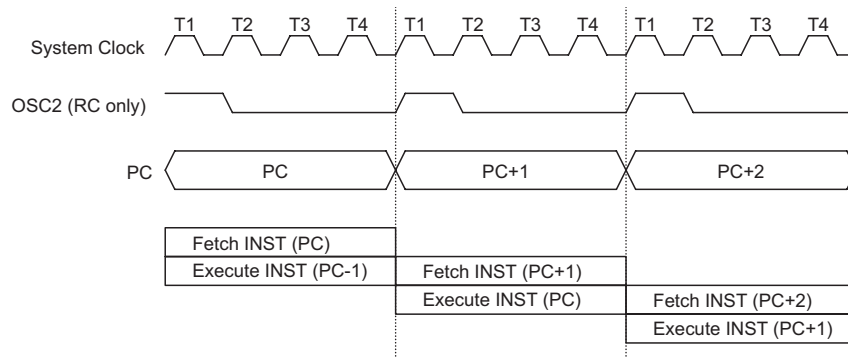 T1 T2 T3 T4 T1 T2 T3 T4 T1 T2 T3 T4
System Clock
OSC2 (RC only)
PC PC PC+1 PC+2
Fetch INST (PC)
Execute INST (PC-1) Fetch INST (PC+1)
Execute INST (PC) Fetch INST (PC+2)
Execute INST (PC+1)